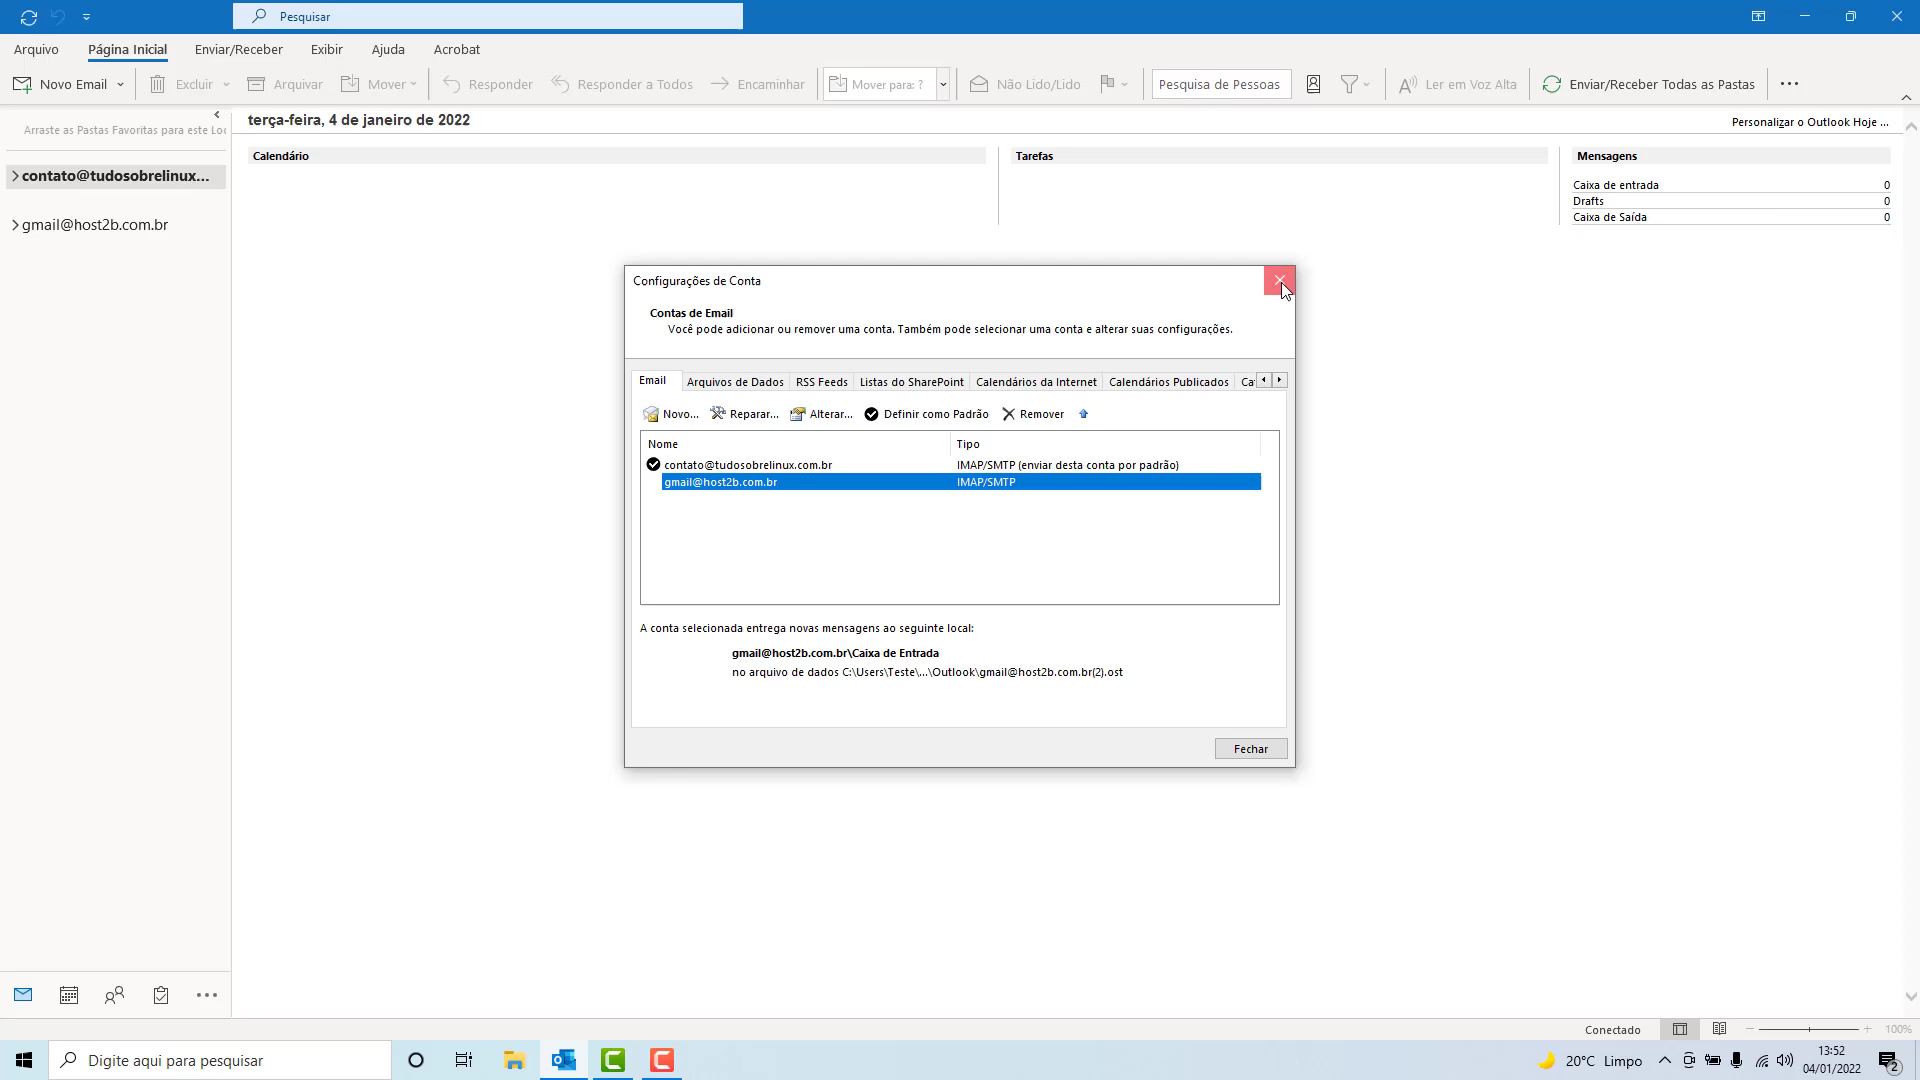 Pesquisar
Arquivo Página Inicial Enviar/Receber Exibir Ajuda Acrobat
Novo Email Excluir Arquivar Mover Responder Responder a Todos Encaminhar Mover para: ? Não Lido/Lido Pesquisa de Pessoas Ler em Voz Alta Enviar/Receber Todas as Pastas ...
Arraste as Pastas Favoritas para este Loc
terça-feira, 4 de janeiro de 2022
Personalizar o Outlook Hoje ...
Calendário Tarefas Mensagens
contato@tudosobrelinux...
Caixa de entrada 0
Drafts 0
Caixa de Saída 0
gmail@host2b.com.br
Configurações de Conta
Contas de Email
Você pode adicionar ou remover uma conta. Também pode selecionar uma conta e alterar suas configurações.
Email Arquivos de Dados RSS Feeds Listas do SharePoint Calendários da Internet Calendários Publicados
Novo... Reparar... Alterar... Definir como Padrão Remover
Nome Tipo
contato@tudosobrelinux.com.br IMAP/SMTP (enviar desta conta por padrão)
gmail@host2b.com.br IMAP/SMTP
A conta selecionada entrega novas mensagens ao seguinte local:
gmail@host2b.com.br\Caixa de Entrada
no arquivo de dados C:\Users\Teste\...\Outlook\gmail@host2b.com.br(2).ost
Fechar
Conectado 100%
Digite aqui para pesquisar
20°C Limpo
13:52
04/01/2022
2